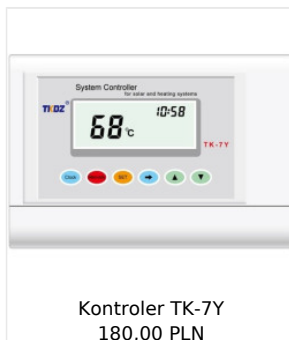 System Controller
for solar and heating systems
TKDZ®
10:58
68°C
TK-7Y
Clock SET
Kontroler TK-7Y
180.00 PLN